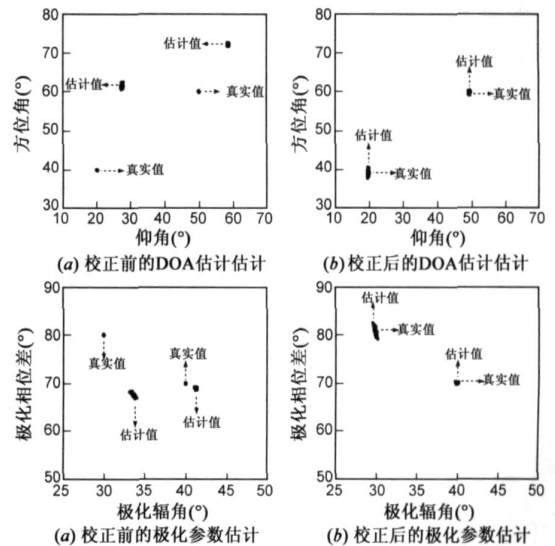 80
70
60
50
40
30
方位角(°)
估计值
估计值
真实值
真实值
10 20 30 40 50 60 70
仰角(°)
(a) 校正前的DOA估计估计
80
70
60
50
40
30
方位角(°)
估计值
真实值
估计值
真实值
10 20 30 40 50 60 70
仰角(°)
(b) 校正后的DOA估计估计
90
80
70
60
50
极化相位差(°)
真实值
真实值
估计值
估计值
25 30 35 40 45 50
极化辐角(°)
(a) 校正前的极化参数估计
90
80
70
60
50
极化相位差(°)
估计值
真实值
估计值
真实值
25 30 40 50
极化辐角(°)
(b) 校正后的极化参数估计